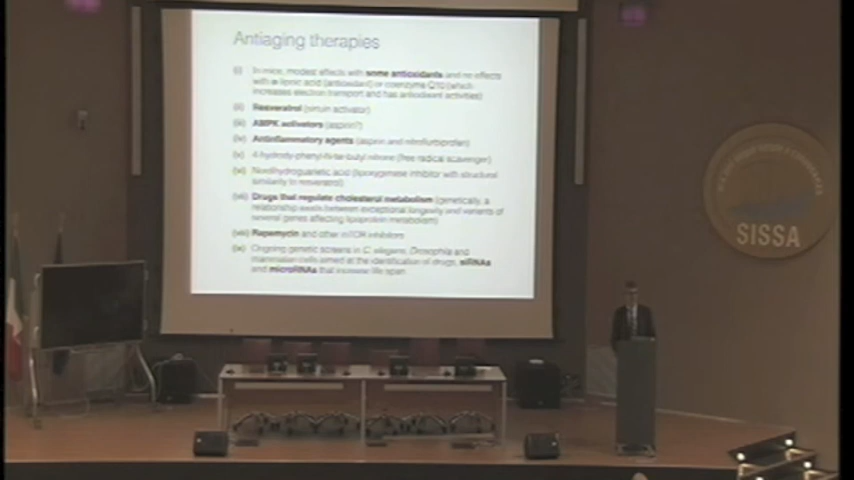 Antiaging therapies
(i) In mice, modest effects with some antioxidants and no effects
with α lipoic acid (antioxidant) or coenzyme Q10 (which
increases electron transport and has antioxidant activities)
(ii) Resveratrol (sirtuin activator)
(iii) AMPK activators (aspirin?)
(iv) Antiinflammatory agents (aspirin and nitroflurbiprofen)
(v) 4-hydroxy-phenyl-N-tert-butyl nitrone (free radical scavenger)
(vi) Nordihydroguaretic acid (lipoxygenase inhibitor with structural
similarity to resveratrol)
(vii) Drugs that regulate cholesterol metabolism (genetically, a
relationship exists between exceptional longevity and variants of
several genes affecting lipoprotein metabolism)
(viii) Rapamycin and other mTOR inhibitors
(ix) Ongoing genetic screens in C. elegans, Drosophila and
mammalian cells aimed at the identification of drugs, siRNAs
and microRNAs that increase life span
SISSA